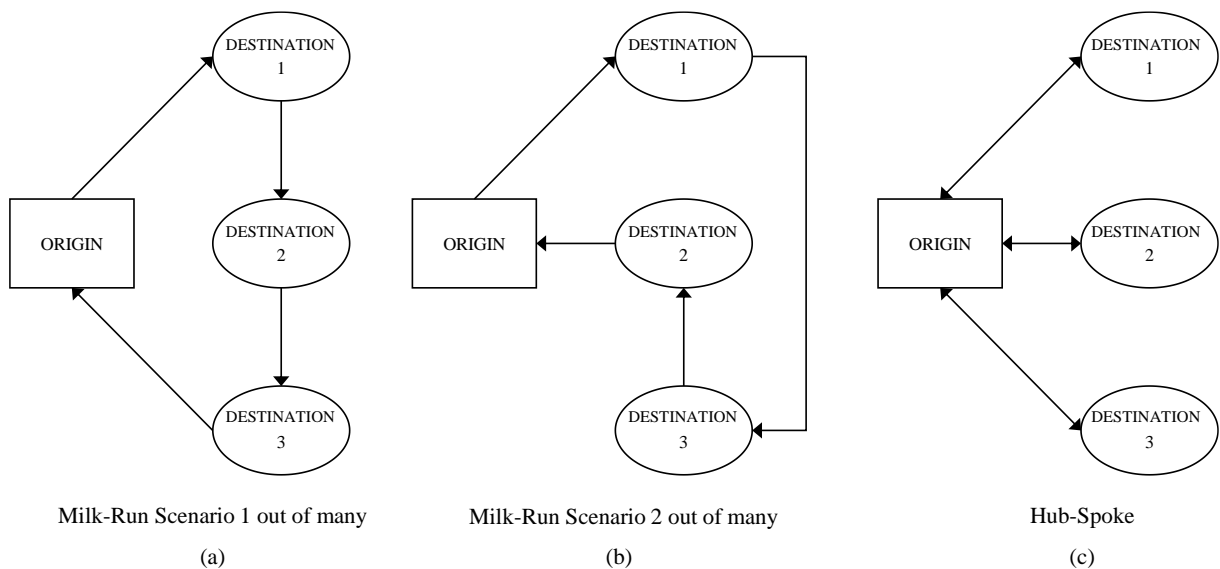 DESTINATION
1
DESTINATION
1
DESTINATION
1
ORIGIN
DESTINATION
2
ORIGIN
DESTINATION
2
ORIGIN
DESTINATION
2
DESTINATION
3
DESTINATION
3
DESTINATION
3
Milk-Run Scenario 1 out of many
Milk-Run Scenario 2 out of many
Hub-Spoke
(a)
(b)
(c)